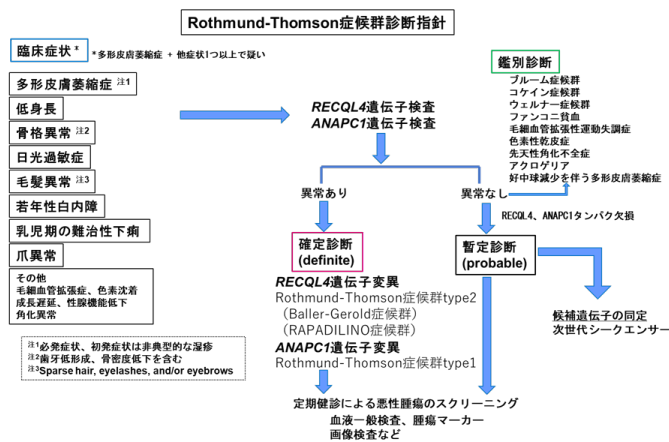 Rothmund-Thomson症候群診断指針
臨床症状*
*多形皮膚萎縮症 + 他症状1つ以上で疑い
多形皮膚萎縮症 注1
低身長
骨格異常 注2
日光過敏症
毛髪異常 注3
若年性白内障
乳児期の難治性下痢
爪異常
その他
毛細血管拡張症、色素沈着
成長遅延、性腺機能低下
角化異常
注1必発症状、初発症状は非典型的な湿疹
注2歯牙低形成、骨密度低下を含む
注3Sparse hair, eyelashes, and/or eyebrows
RECQL4遺伝子検査
ANAPC1遺伝子検査
異常あり
異常なし
鑑別診断
ブルーム症候群
コケイン症候群
ウェルナー症候群
ファンコニ貧血
毛細血管拡張性運動失調症
色素性乾皮症
先天性角化不全症
アクロゲリア
好中球減少を伴う多形皮膚萎縮症
RECQL4、ANAPC1タンパク欠損
確定診断
(definite)
暫定診断
(probable)
RECQL4遺伝子変異
Rothmund-Thomson症候群type2
（Baller-Gerold症候群）
（RAPADILINO症候群）
ANAPC1遺伝子変異
Rothmund-Thomson症候群type1
候補遺伝子の同定
次世代シークエンサー
定期健診による悪性腫瘍のスクリーニング
血液一般検査、腫瘍マーカー
画像検査など